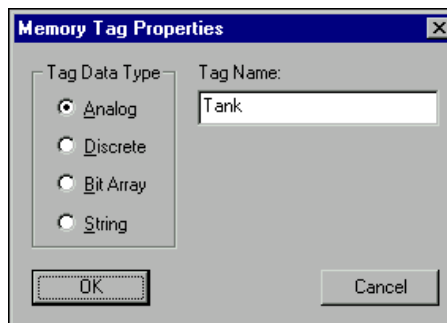 Memory Tag Properties
Tag Data Type
Analog
Discrete
Bit Array
String
Tag Name:
Tank
OK
Cancel